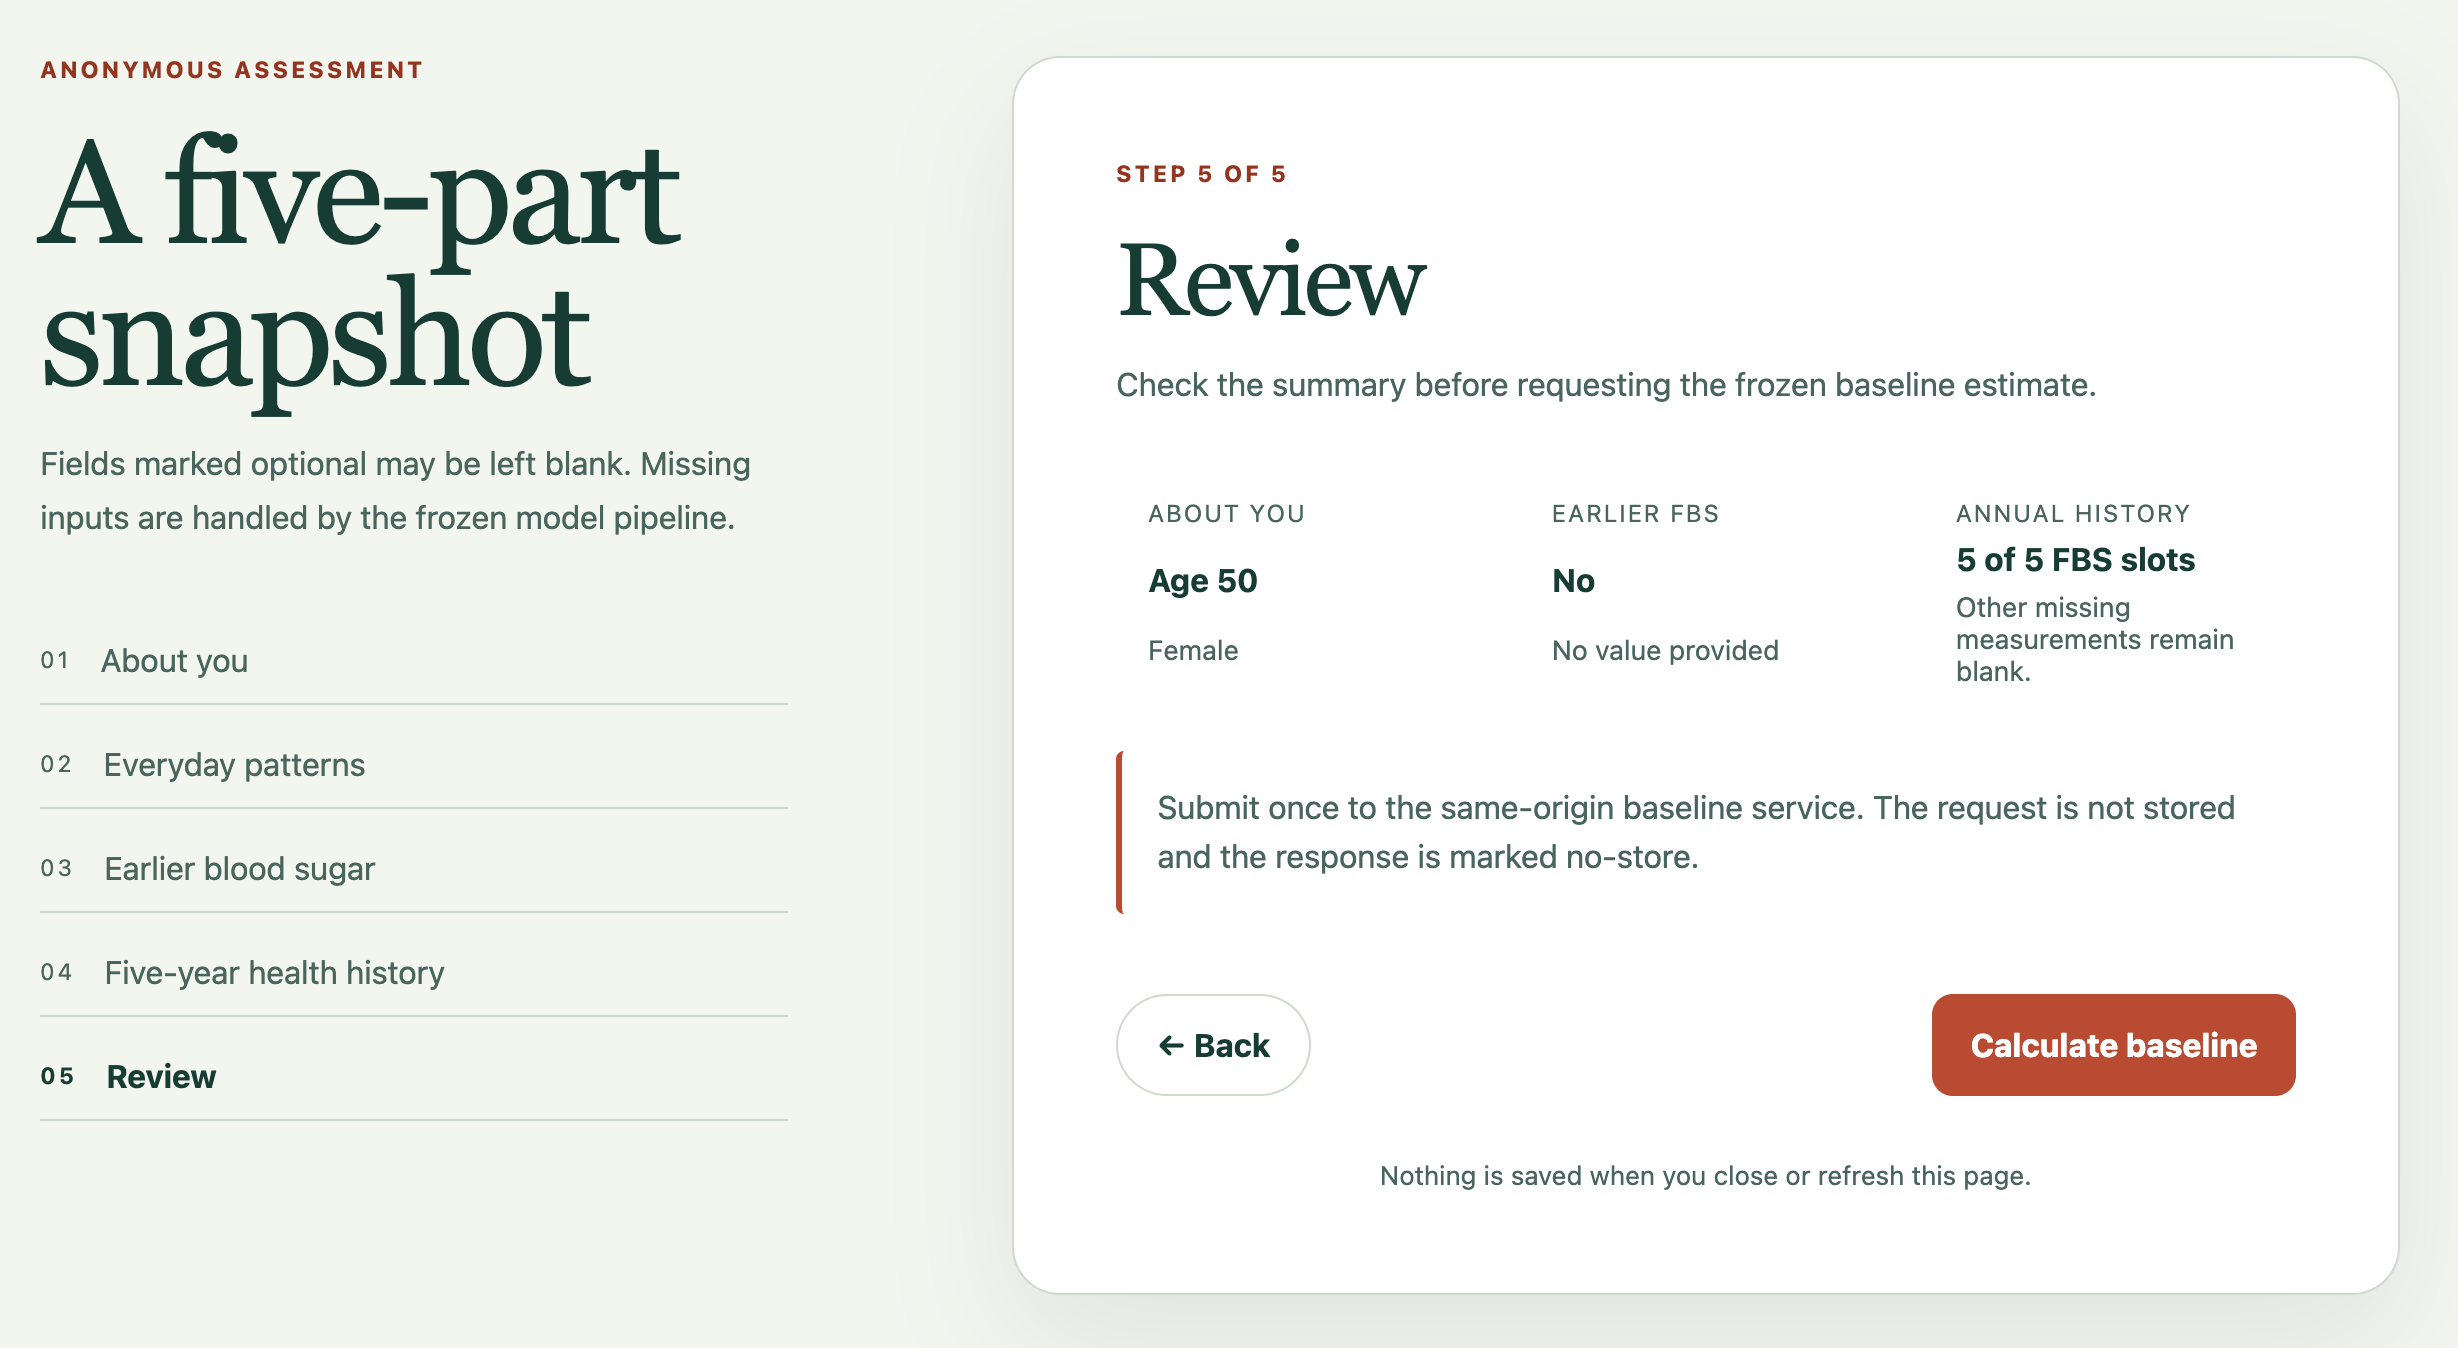 ANONYMOUS ASSESSMENT
A five-part
snapshot
Fields marked optional may be left blank. Missing
inputs are handled by the frozen model pipeline.
01 About you
02 Everyday patterns
03 Earlier blood sugar
04 Five-year health history
05 Review
STEP 5 OF 5
Review
Check the summary before requesting the frozen baseline estimate.
ABOUT YOU
Age 50
Female
EARLIER FBS
No
No value provided
ANNUAL HISTORY
5 of 5 FBS slots
Other missing
measurements remain
blank.
Submit once to the same-origin baseline service. The request is not stored
and the response is marked no-store.
← Back
Calculate baseline
Nothing is saved when you close or refresh this page.